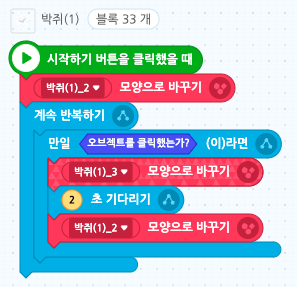 박쥐(1) 블록 33 개
시작하기 버튼을 클릭했을 때
박쥐(1)_2 모양으로 바꾸기
계속 반복하기
만일 오브젝트를 클릭했는가? (이)라면
박쥐(1)_3 모양으로 바꾸기
2 초 기다리기
박쥐(1)_2 모양으로 바꾸기